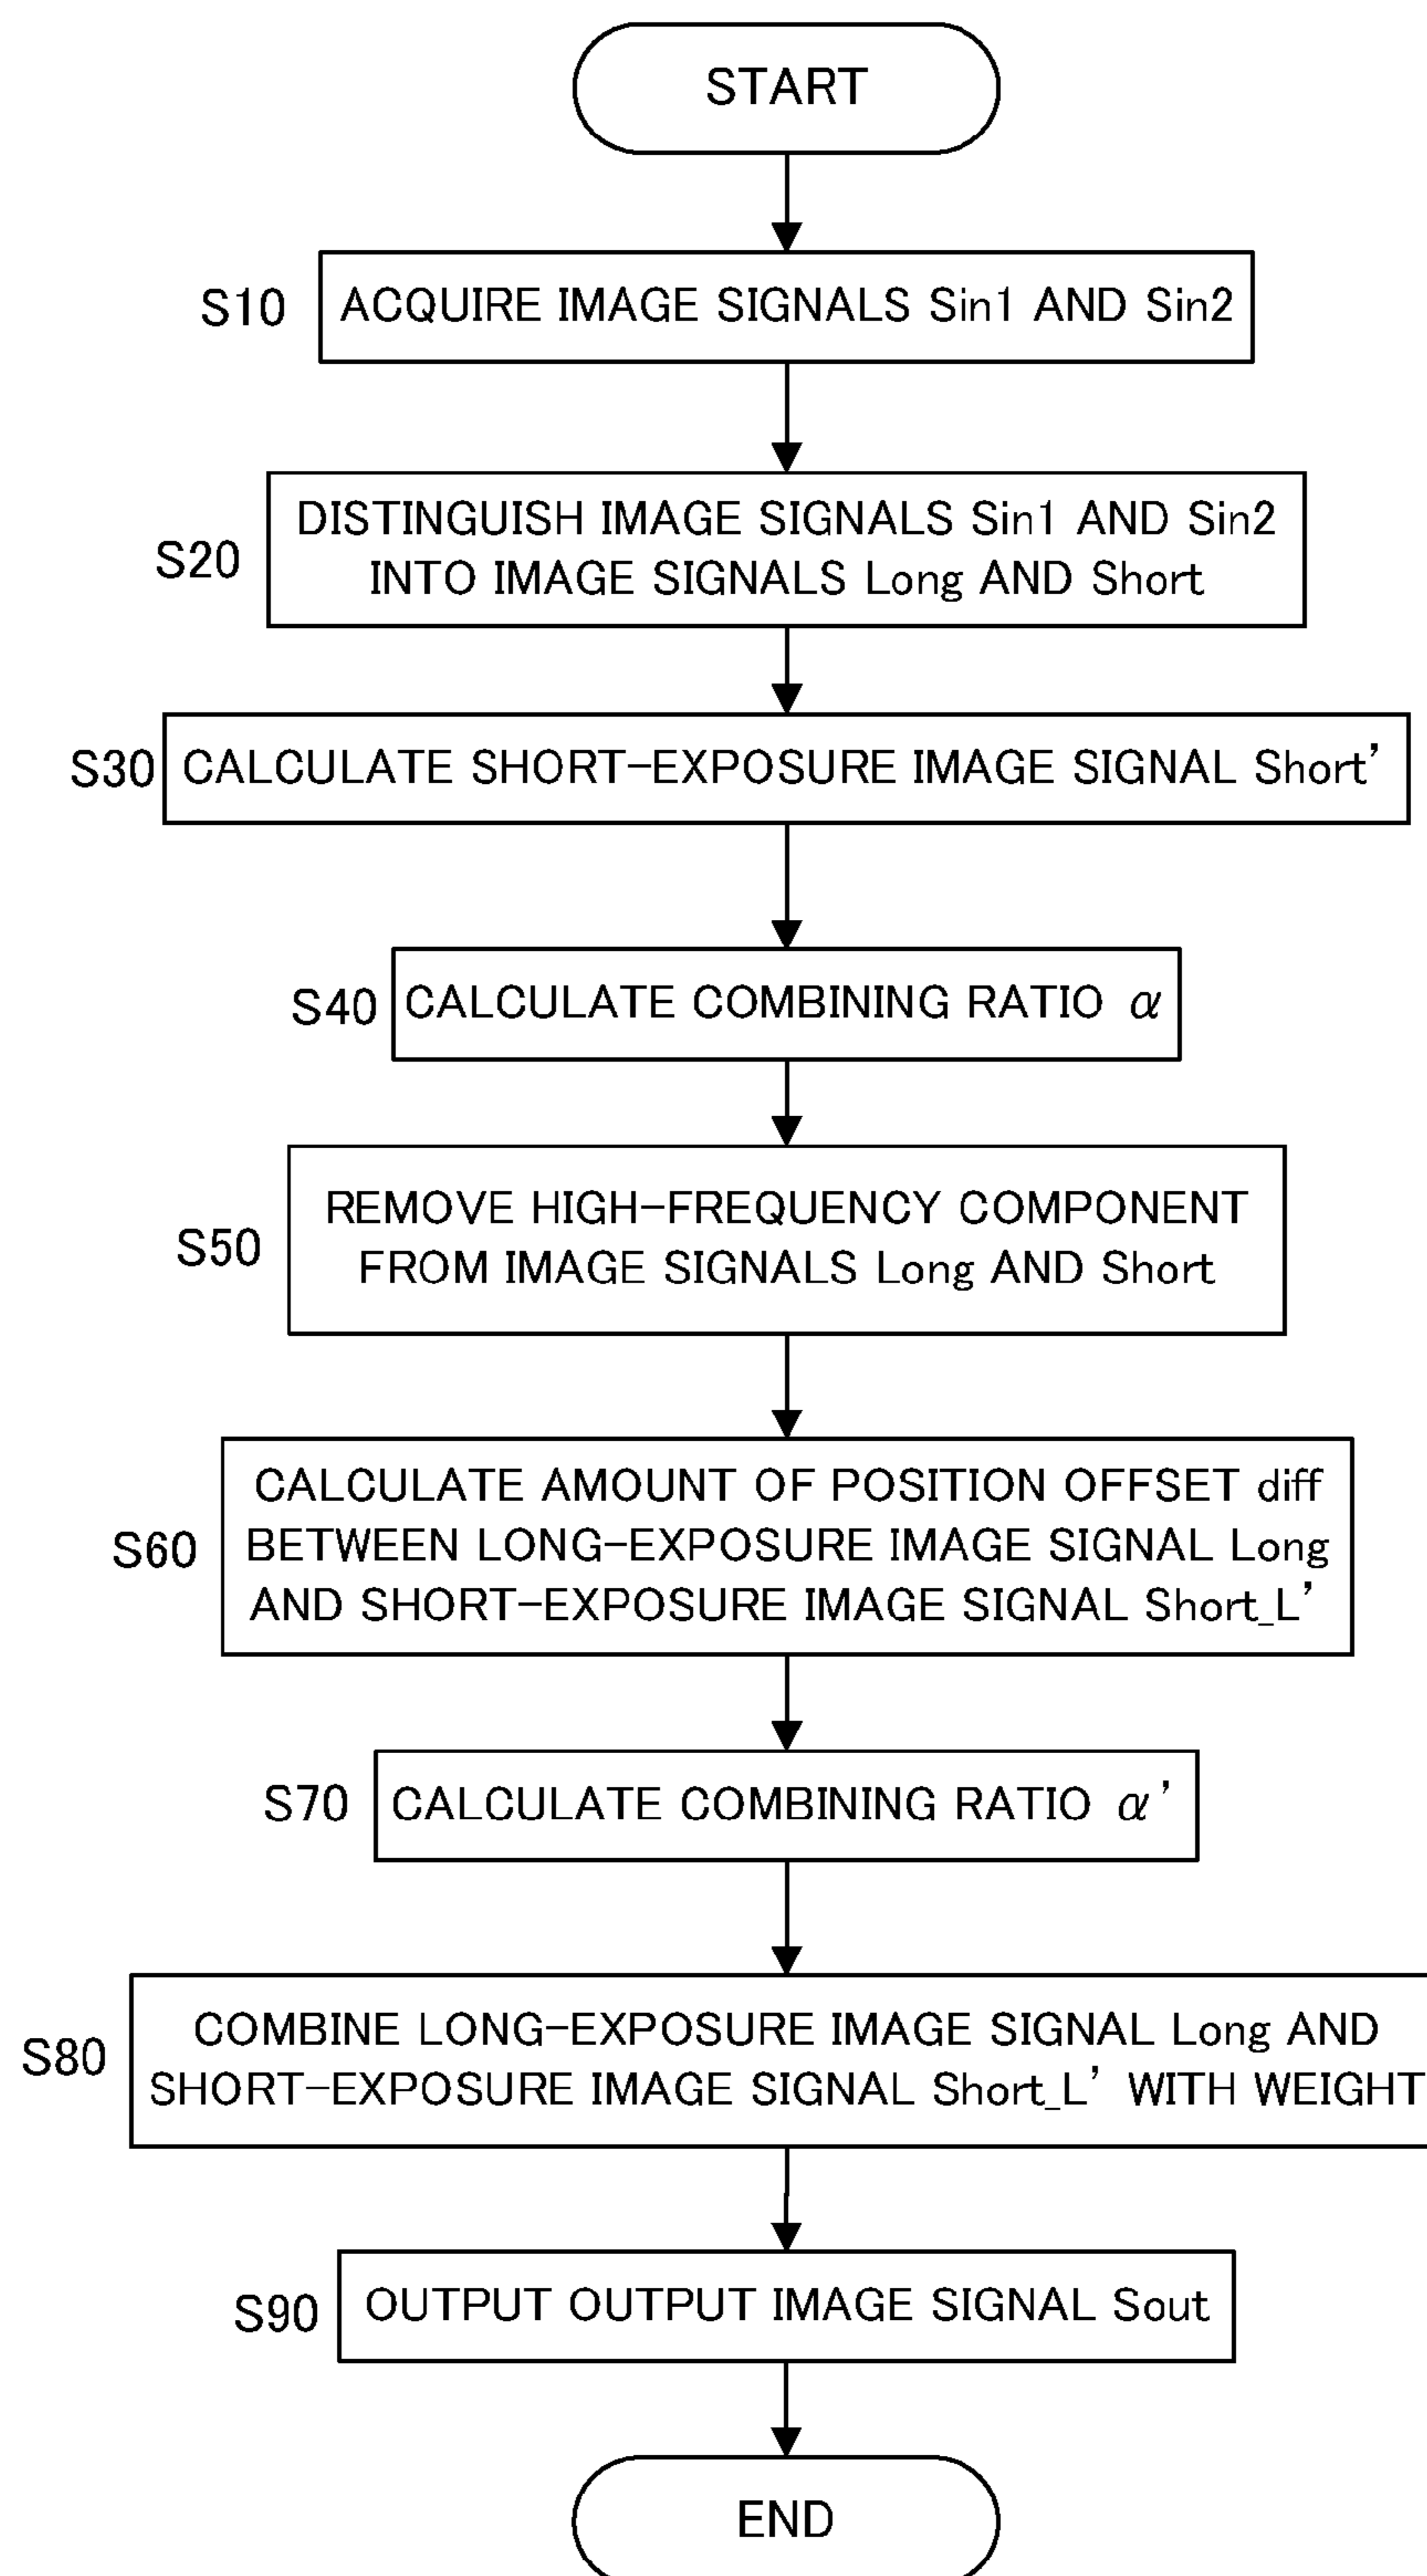 START
S10
ACQUIRE IMAGE SIGNALS Sin1 AND Sin2
S20
DISTINGUISH IMAGE SIGNALS Sin1 AND Sin2
INTO IMAGE SIGNALS Long AND Short
S30
CALCULATE SHORT-EXPOSURE IMAGE SIGNAL Short'
S40
CALCULATE COMBINING RATIO α
S50
REMOVE HIGH-FREQUENCY COMPONENT
FROM IMAGE SIGNALS Long AND Short
S60
CALCULATE AMOUNT OF POSITION OFFSET diff
BETWEEN LONG-EXPOSURE IMAGE SIGNAL Long
AND SHORT-EXPOSURE IMAGE SIGNAL Short_L'
S70
CALCULATE COMBINING RATIO α'
S80
COMBINE LONG-EXPOSURE IMAGE SIGNAL Long AND
SHORT-EXPOSURE IMAGE SIGNAL Short_L' WITH WEIGHT
S90
OUTPUT OUTPUT IMAGE SIGNAL Sout
END